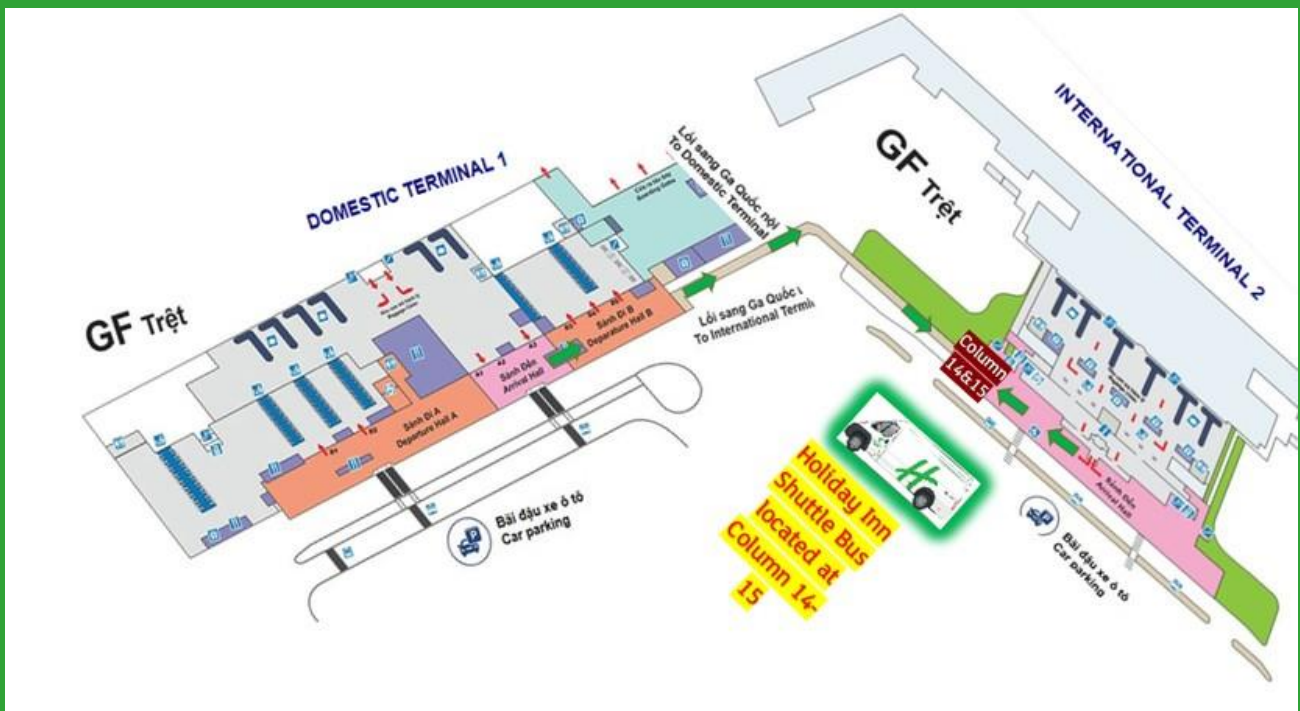 DOMESTIC TERMINAL 1
INTERNATIONAL TERMINAL 2
GF Trệt
GF Trệt
Lối sang Ga Quốc nội
To Domestic Terminal
Lối sang Ga Quốc
To International Termi
Sảnh Đi A
Departure Hall A
Sảnh Đến
Arrival Hall
Sảnh Đi B
Departure Hall B
Boarding Gates
Column
14&15
Holiday Inn
Shuttle Bus
located at
Column 14-
15
H
Sảnh Đến
Arrival Hall
Bãi đậu xe ô tô
Car parking
Bãi đậu xe ô tô
Car parking